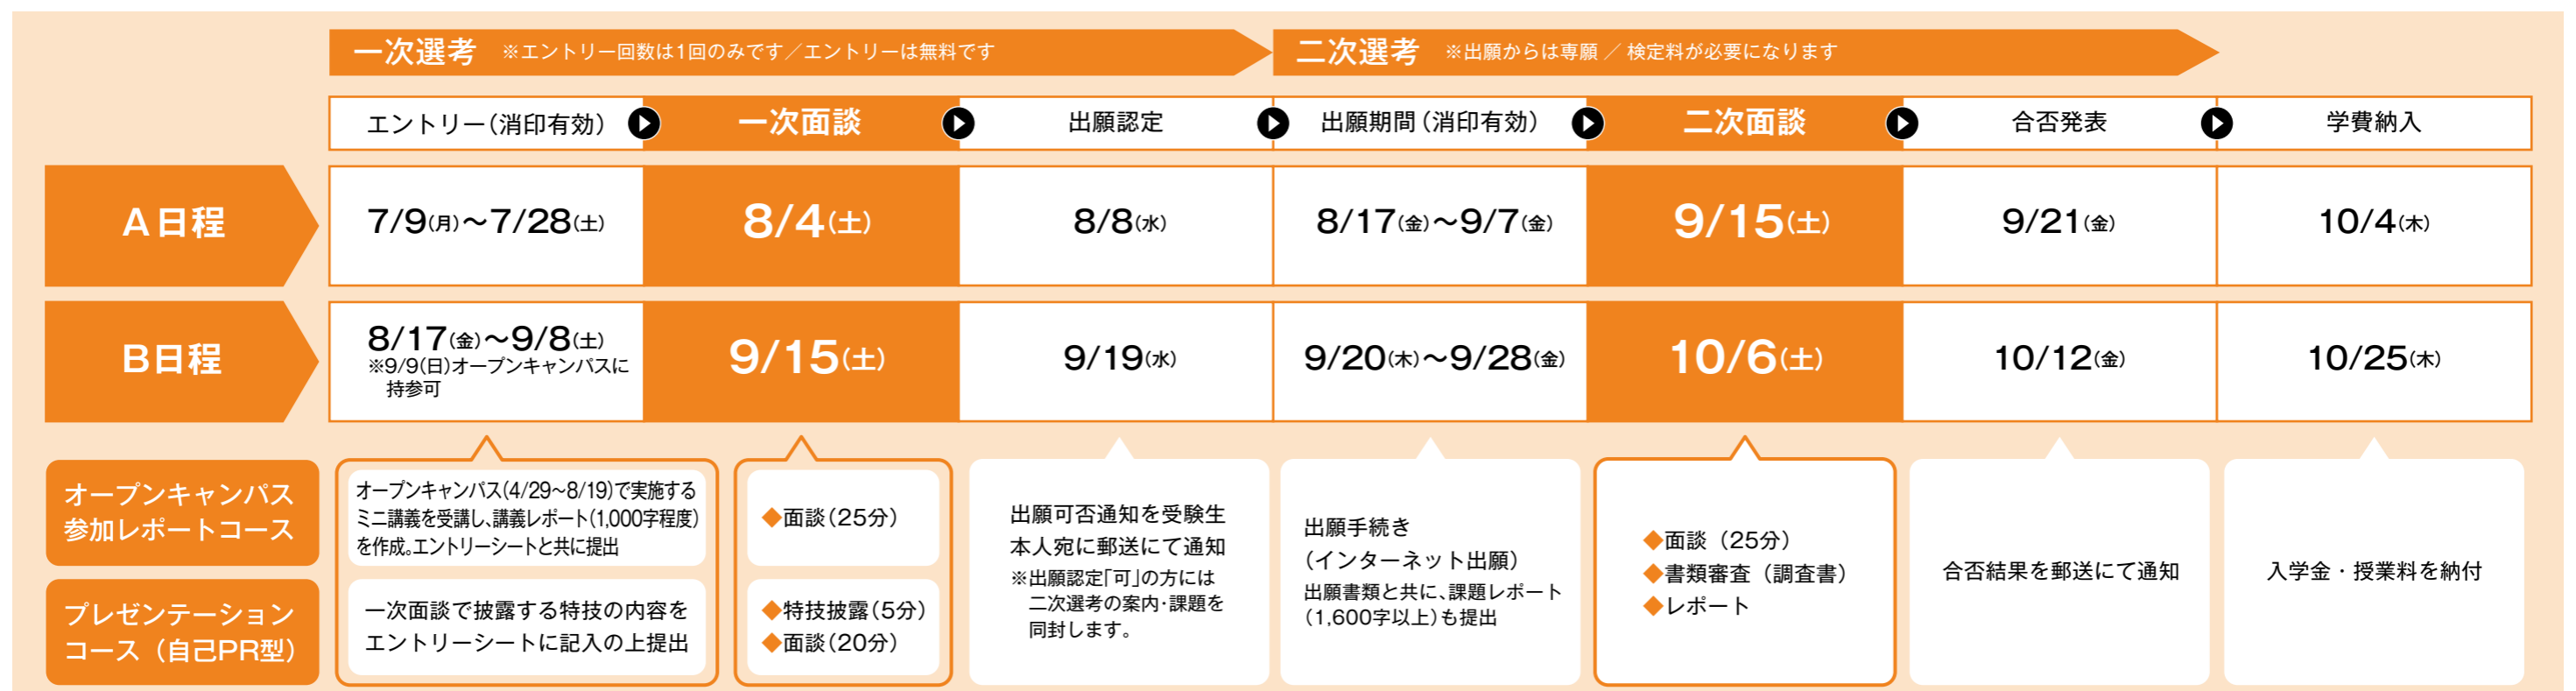 一次選考 ※エントリー回数は1回のみです／エントリーは無料です
二次選考 ※出願からは専願 ／ 検定料が必要になります
エントリー（消印有効）
一次面談
出願認定
出願期間（消印有効）
二次面談
合否発表
学費納入
A日程
7/9(月)〜7/28(土)
8/4(土)
8/8(水)
8/17(金)〜9/7(金)
9/15(土)
9/21(金)
10/4(木)
B日程
8/17(金)〜9/8(土)
※9/9(日)オープンキャンパスに
持参可
9/15(土)
9/19(水)
9/20(木)〜9/28(金)
10/6(土)
10/12(金)
10/25(木)
オープンキャンパス
参加レポートコース
オープンキャンパス(4/29〜8/19)で実施する
ミニ講義を受講し、講義レポート(1,000字程度)
を作成。エントリーシートと共に提出
◆面談（25分）
プレゼンテーション
コース（自己PR型）
一次面談で披露する特技の内容を
エントリーシートに記入の上提出
◆特技披露（5分）
◆面談（20分）
出願可否通知を受験生
本人宛に郵送にて通知
※出願認定「可」の方には
二次選考の案内・課題を
同封します。
出願手続き
（インターネット出願）
出願書類と共に、課題レポート
（1,600字以上）も提出
◆面談（25分）
◆書類審査（調査書）
◆レポート
合否結果を郵送にて通知
入学金・授業料を納付